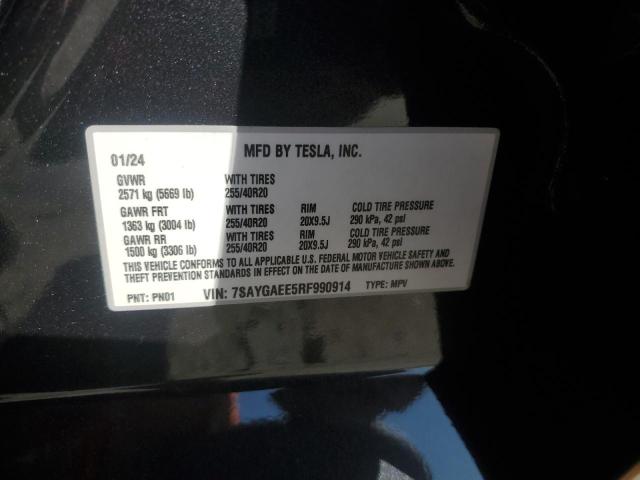 MFD BY TESLA, INC.
01/24
GVWR WITH TIRES
2571 kg (5669 lb) 255/40R20
GAWR FRT WITH TIRES RIM COLD TIRE PRESSURE
1363 kg (3004 lb) 255/40R20 20X9.5J 290 kPa, 42 psi
GAWR RR WITH TIRES RIM COLD TIRE PRESSURE
1500 kg (3306 lb) 255/40R20 20X9.5J 290 kPa, 42 psi
THIS VEHICLE CONFORMS TO ALL APPLICABLE U.S. FEDERAL MOTOR VEHICLE SAFETY AND
THEFT PREVENTION STANDARDS IN EFFECT ON THE DATE OF MANUFACTURE SHOWN ABOVE.
PNT: PN01 VIN: 7SAYGAEE5RF990914 TYPE: MPV